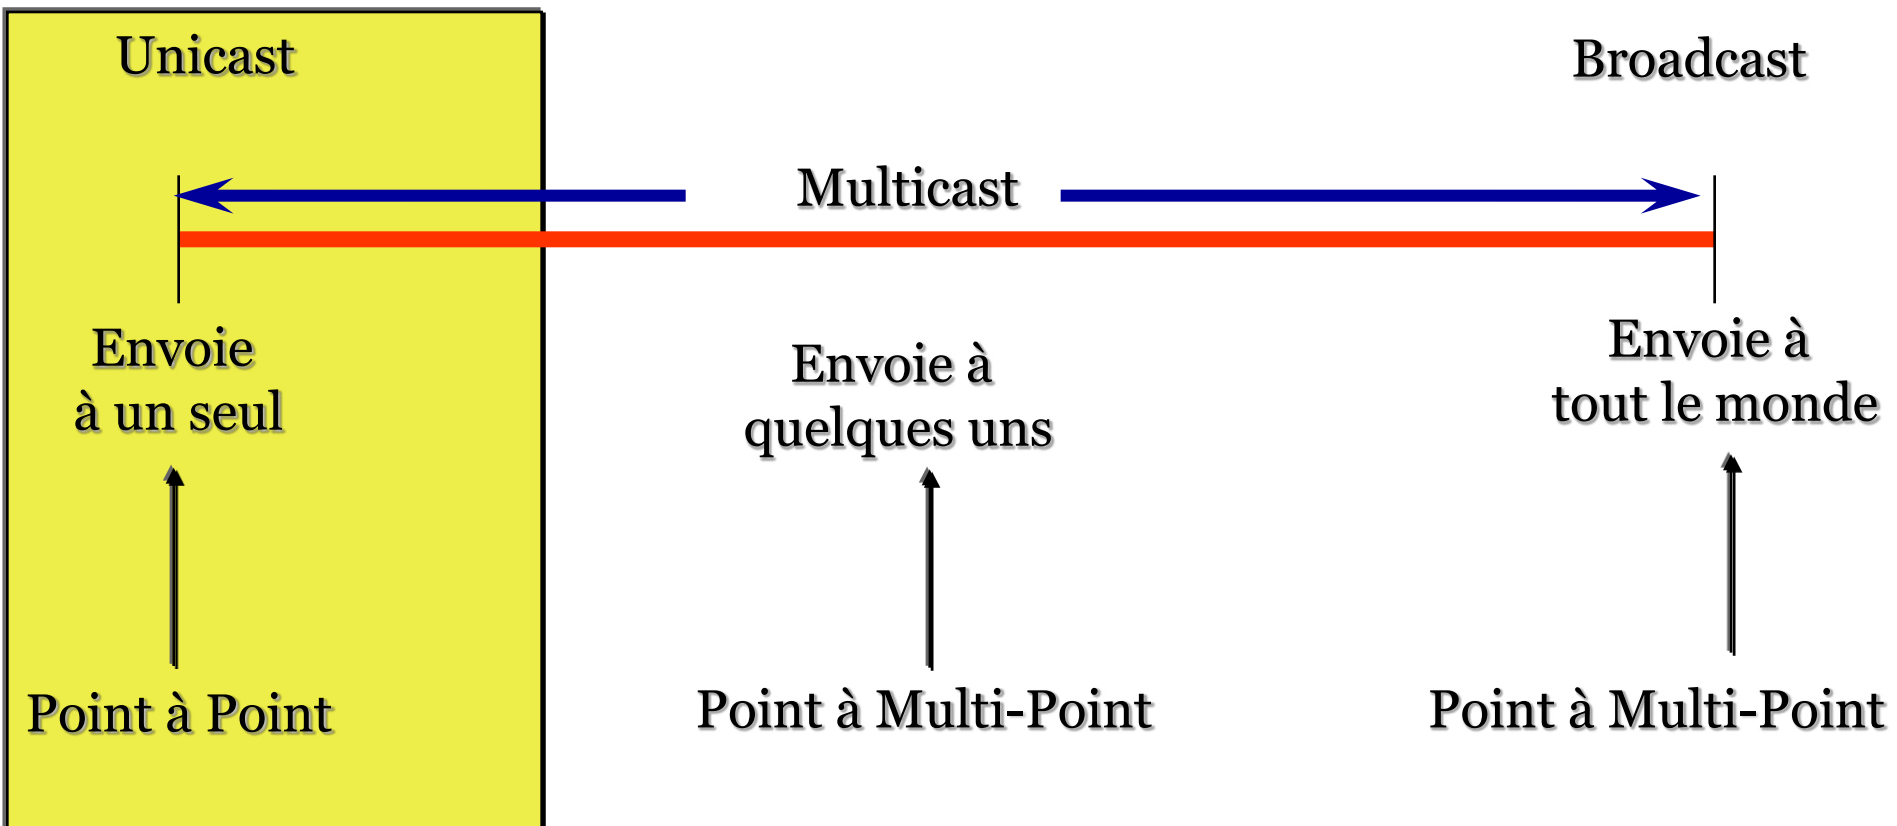 Unicast
Broadcast
Multicast
Envoie
à un seul
Envoie à
quelques uns
Envoie à
tout le monde
Point à Point
Point à Multi-Point
Point à Multi-Point